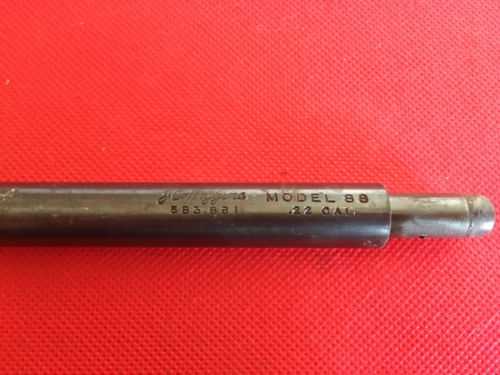 J.C. Higgins MODEL 88
583.881 .22 CAL.